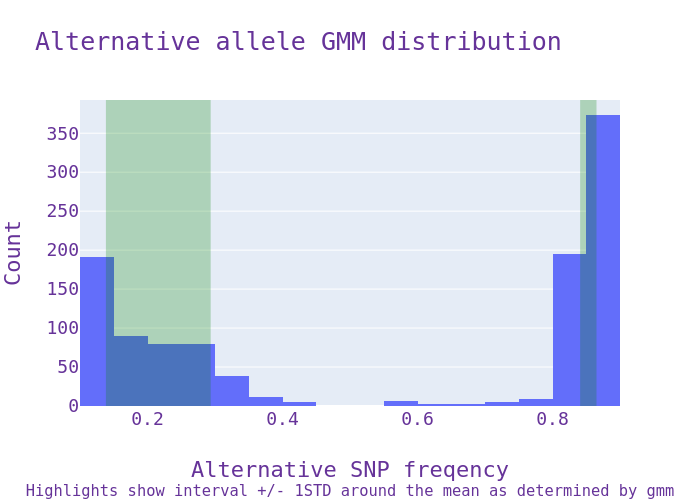 Alternative allele GMM distribution
350
300
250
200
150
100
50
0
Count
0.2 0.4 0.6 0.8
Alternative SNP freqency
Highlights show interval +/- 1STD around the mean as determined by gmm